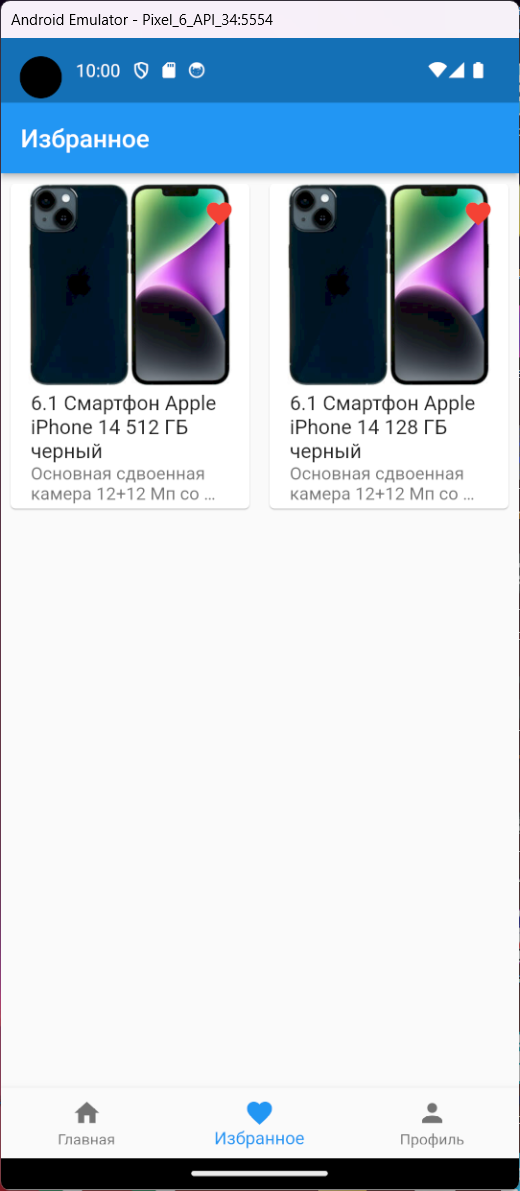 Android Emulator - Pixel_6_API_34:5554
10:00
Избранное
6.1 Смартфон Apple
iPhone 14 512 ГБ
черный
Основная сдвоенная
камера 12+12 Мп со ...
6.1 Смартфон Apple
iPhone 14 128 ГБ
черный
Основная сдвоенная
камера 12+12 Мп со ...
Главная
Избранное
Профиль